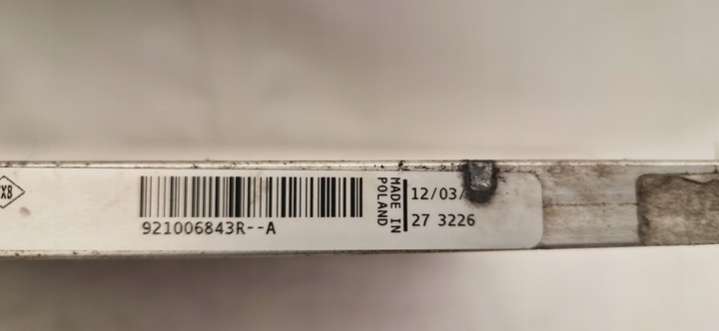 921006843R--A
MADE IN
POLAND
12/03/
27 3226